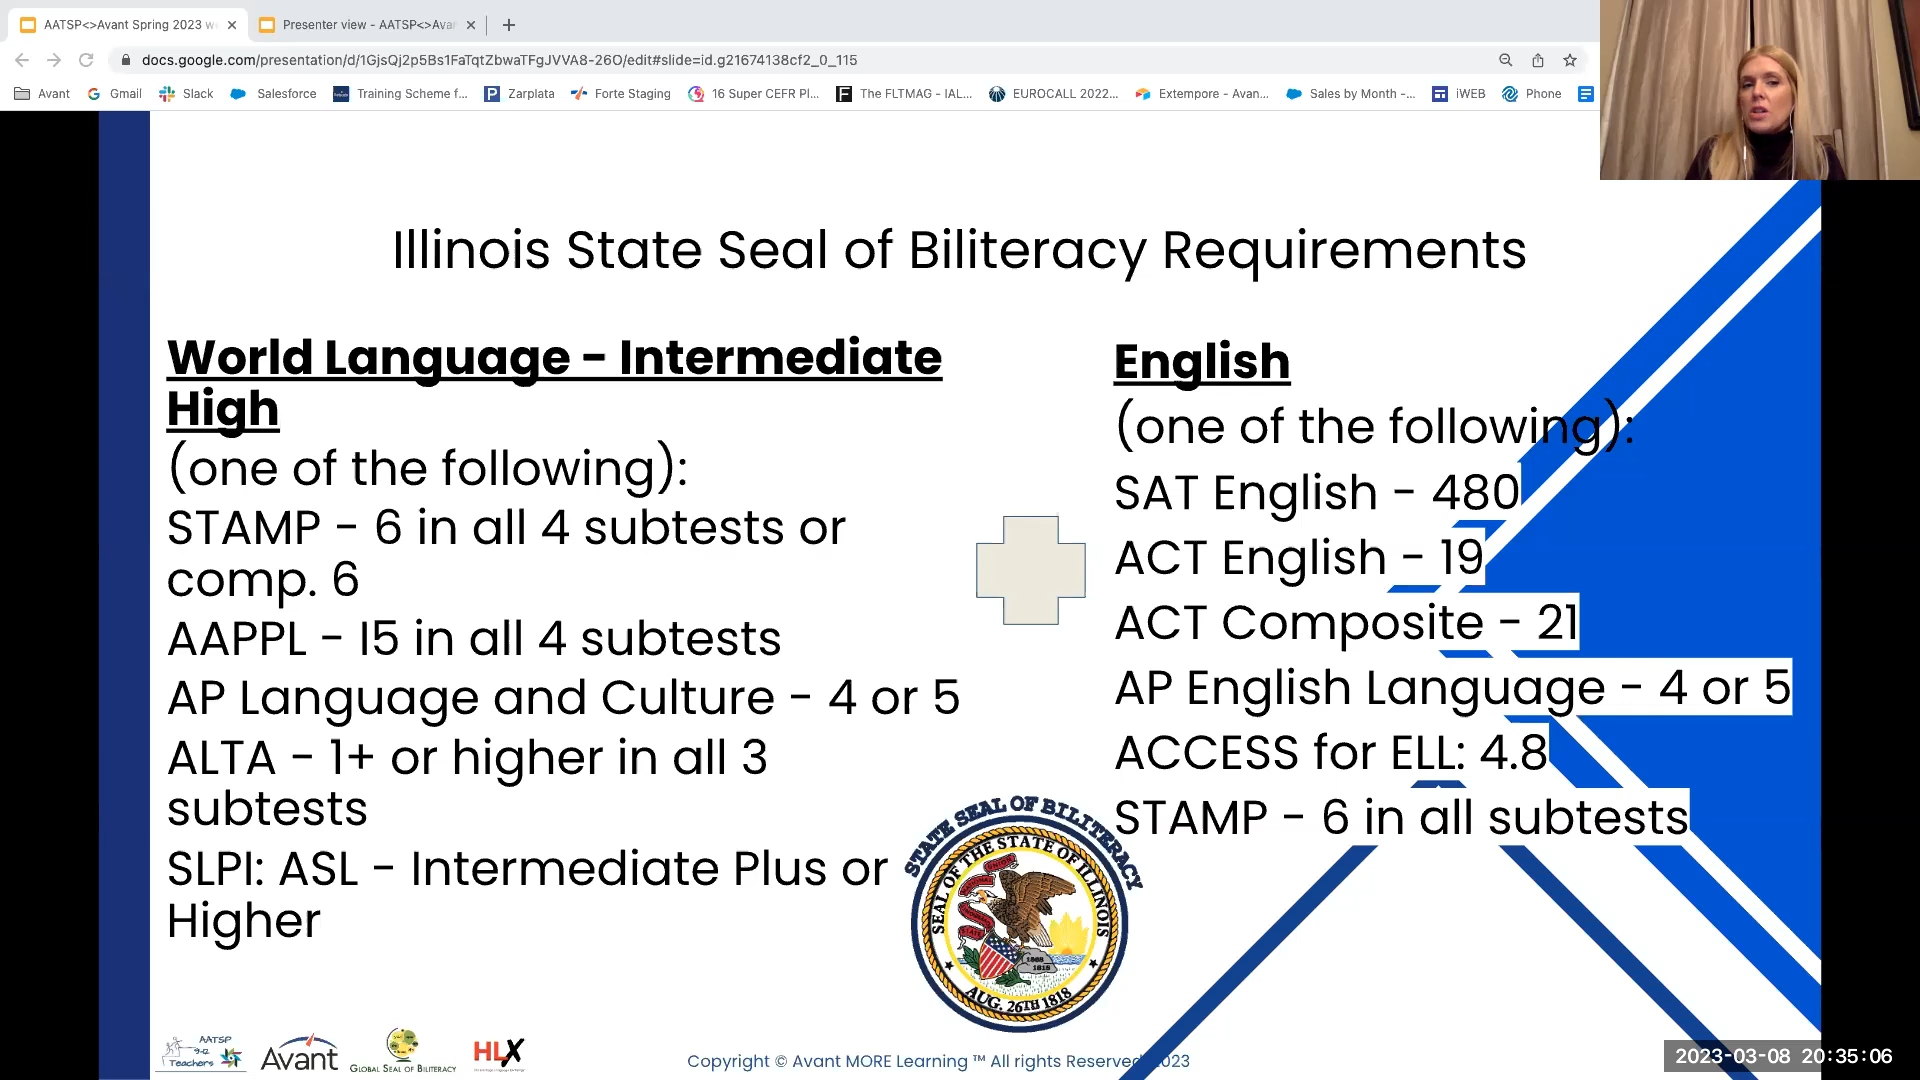 AATSP<>Avant Spring 2023 w
Presenter view - AATSP<>Ava
docs.google.com/presentation/d/1GjsQj2p5Bs1FaTqtZbwaTFgJVVA8-26O/edit#slide=id.g21674138cf2_0_115
Avant
Gmail
Slack
Salesforce
Training Scheme f...
Zarplata
Forte Staging
16 Super CEFR Pl...
The FLTMAG - IAL...
EUROCALL 2022...
Extempore - Avan...
Sales by Month -...
iWEB
Phone
Illinois State Seal of Biliteracy Requirements
World Language - Intermediate
High
(one of the following):
STAMP - 6 in all 4 subtests or
comp. 6
AAPPL - I5 in all 4 subtests
AP Language and Culture - 4 or 5
ALTA - 1+ or higher in all 3
subtests
SLPI: ASL - Intermediate Plus or
Higher
English
(one of the following):
SAT English - 480
ACT English - 19
ACT Composite - 21
AP English Language - 4 or 5
ACCESS for ELL: 4.8
STAMP - 6 in all subtests
STATE SEAL OF BILITERACY
SEAL OF THE STATE OF ILLINOIS
AUG. 26TH 1818
1868
1818
AATSP
9-12
Teachers
Avant
GLOBAL SEAL OF BILITERACY
HLX
Copyright © Avant MORE Learning ™ All rights Reserved 2023
2023-03-08 20:35:06